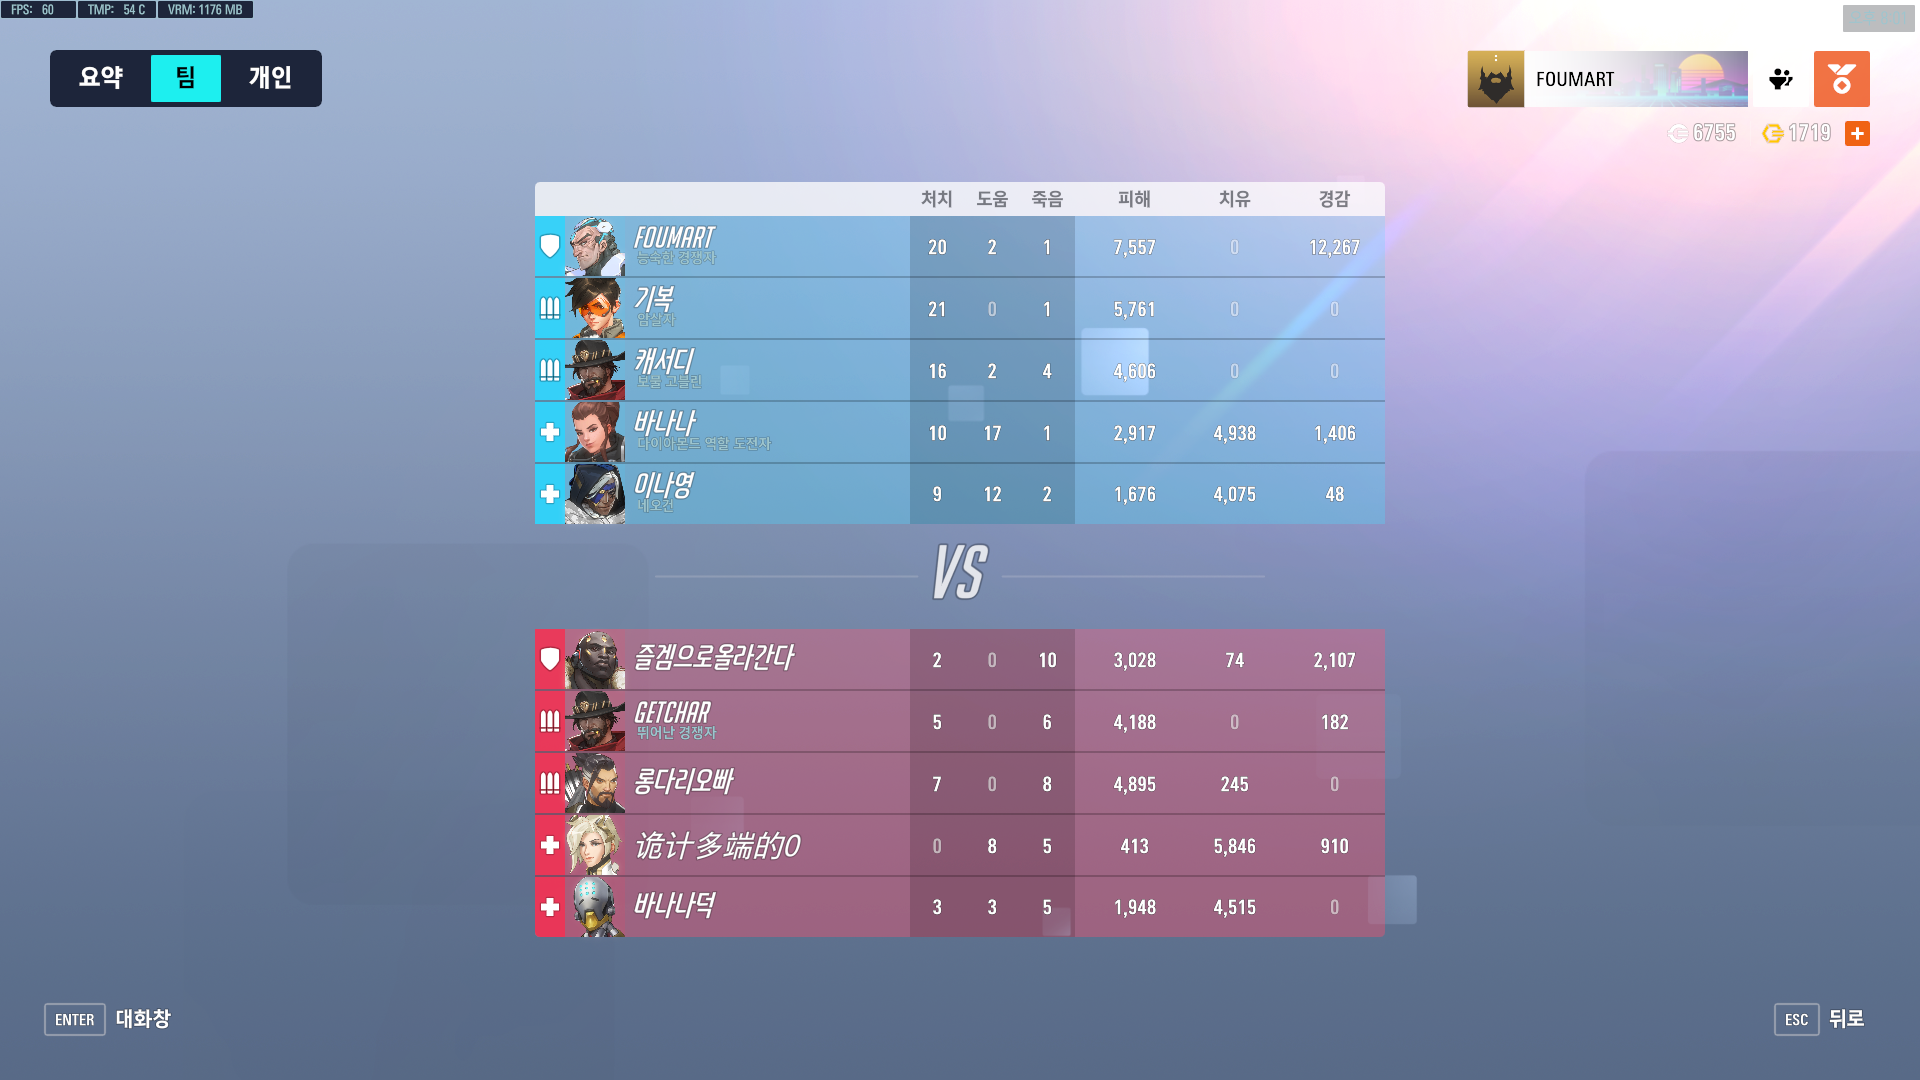 FPS: 60 TMP: 54 C VRM: 1176 MB
요약 팀 개인
FOUMART
6755 1719
처치 도움 죽음 피해 치유 경감
FOUMART 20 2 1 7,557 0 12,267
능숙한 경쟁자
기복 21 0 1 5,761 0 0
암살자
캐서디 16 2 4 4,606 0 0
보물 고블린
바나나 10 17 1 2,917 4,938 1,406
다이아몬드 역할 도전자
이나영 9 12 2 1,676 4,075 48
네오건
VS
즐겜으로올라간다 2 0 10 3,028 74 2,107
GETCHAR 5 0 6 4,188 0 182
뛰어난 경쟁자
롱다리오빠 7 0 8 4,895 245 0
诡计多端的0 0 8 5 413 5,846 910
바나나덕 3 3 5 1,948 4,515 0
ENTER 대화창
ESC 뒤로